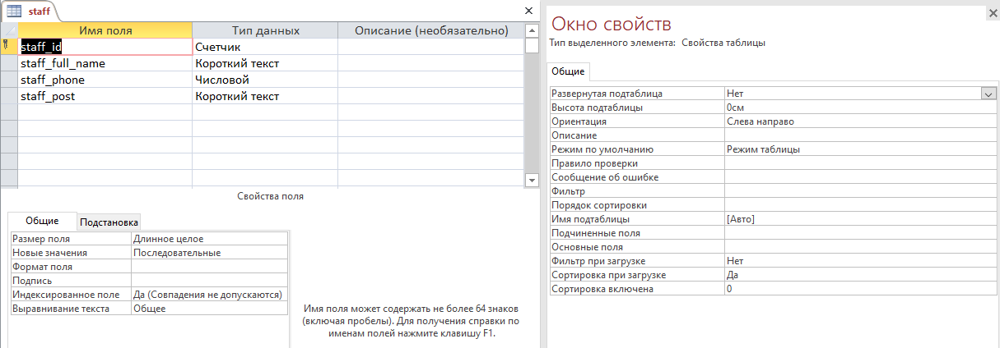 staff
Имя поля Тип данных Описание (необязательно)
staff_id Счетчик
staff_full_name Короткий текст
staff_phone Числовой
staff_post Короткий текст
Свойства поля
Общие Подстановка
Размер поля Длинное целое
Новые значения Последовательные
Формат поля
Подпись
Индексированное поле Да (Совпадения не допускаются)
Выравнивание текста Общее
Имя поля может содержать не более 64 знаков
(включая пробелы). Для получения справки по
именам полей нажмите клавишу F1.
Окно свойств
Тип выделенного элемента: Свойства таблицы
Общие
Развернутая подтаблица Нет
Высота подтаблицы 0см
Ориентация Слева направо
Описание
Режим по умолчанию Режим таблицы
Правило проверки
Сообщение об ошибке
Фильтр
Порядок сортировки
Имя подтаблицы [Авто]
Подчиненные поля
Основные поля
Фильтр при загрузке Нет
Сортировка при загрузке Да
Сортировка включена 0